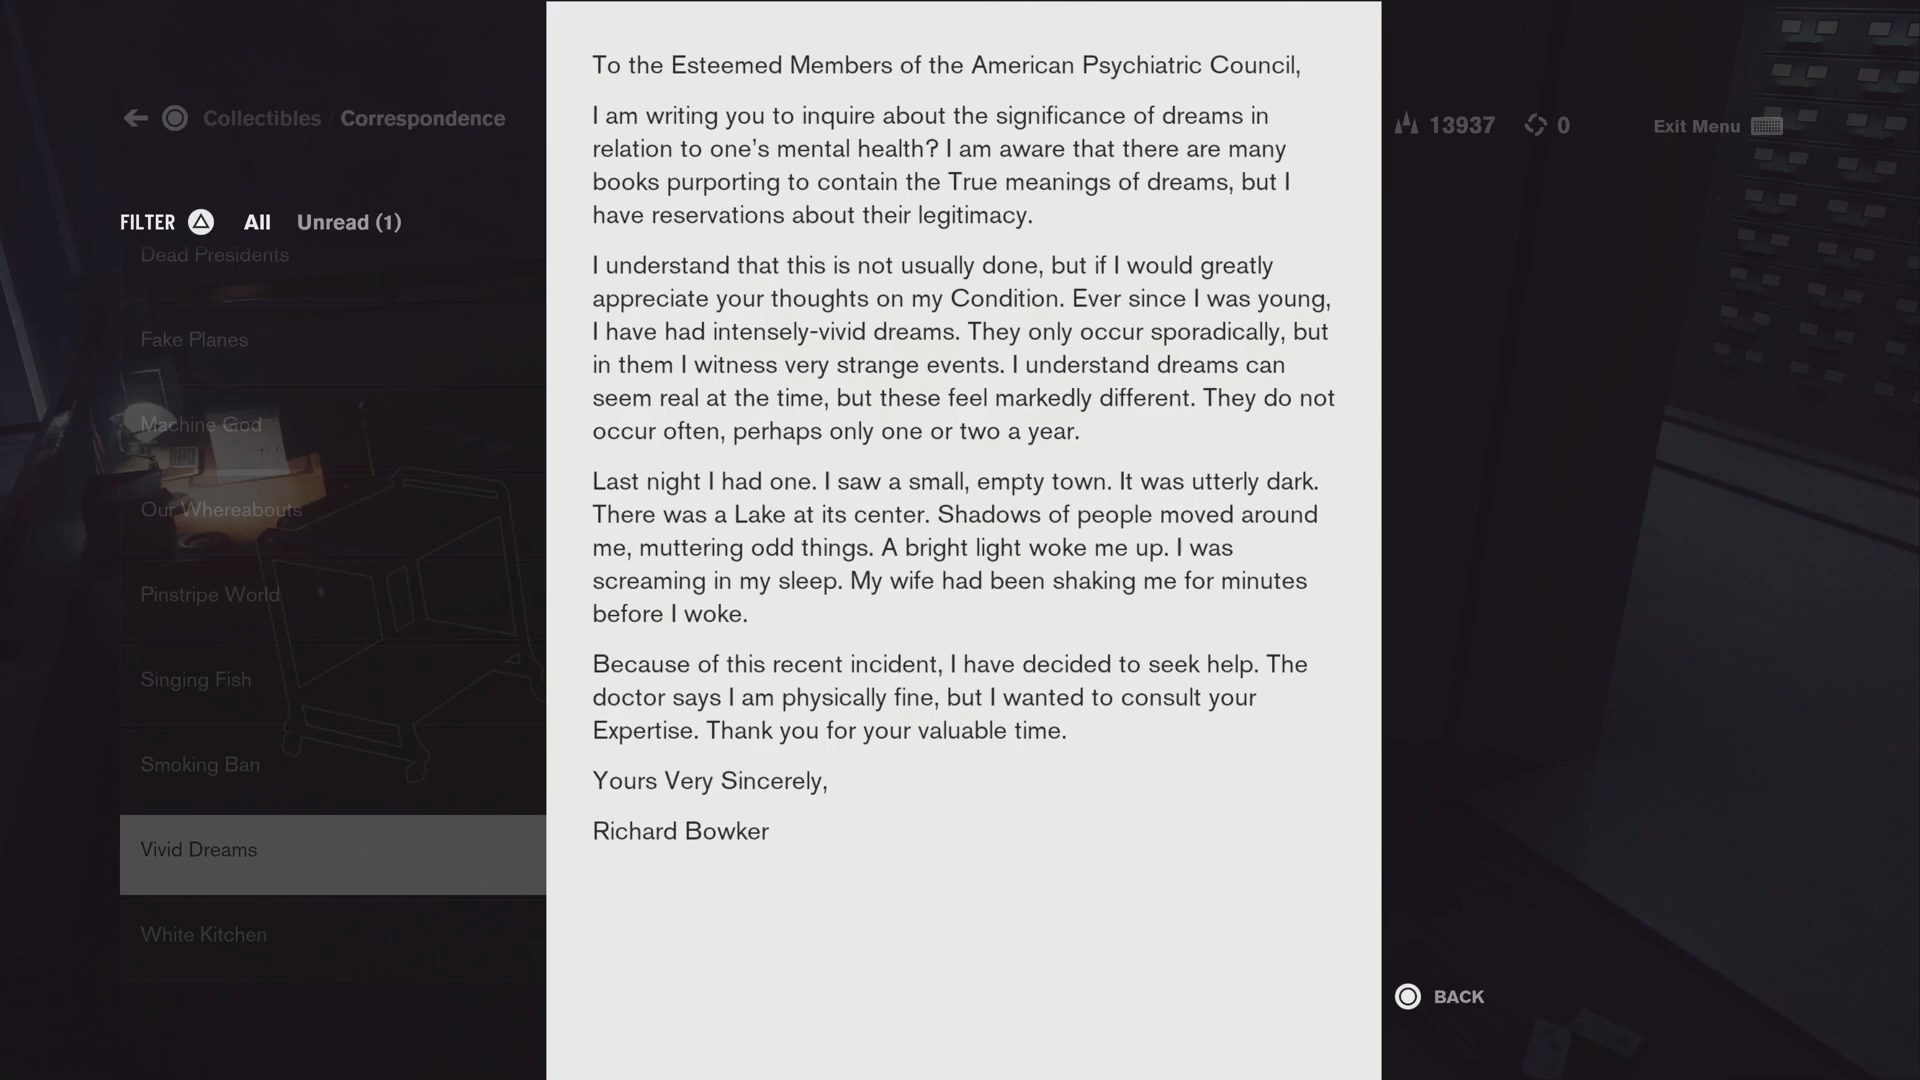 To the Esteemed Members of the American Psychiatric Council,
I am writing you to inquire about the significance of dreams in
relation to one's mental health? I am aware that there are many
books purporting to contain the True meanings of dreams, but I
have reservations about their legitimacy.
I understand that this is not usually done, but if I would greatly
appreciate your thoughts on my Condition. Ever since I was young,
I have had intensely-vivid dreams. They only occur sporadically, but
in them I witness very strange events. I understand dreams can
seem real at the time, but these feel markedly different. They do not
occur often, perhaps only one or two a year.
Last night I had one. I saw a small, empty town. It was utterly dark.
There was a Lake at its center. Shadows of people moved around
me, muttering odd things. A bright light woke me up. I was
screaming in my sleep. My wife had been shaking me for minutes
before I woke.
Because of this recent incident, I have decided to seek help. The
doctor says I am physically fine, but I wanted to consult your
Expertise. Thank you for your valuable time.
Yours Very Sincerely,
Richard Bowker
Collectibles / Correspondence
FILTER All Unread (1)
Dead Presidents
Fake Planes
Machine God
Our Whereabouts
Pinstripe World
Singing Fish
Smoking Ban
Vivid Dreams
White Kitchen
13937 0 Exit Menu
BACK